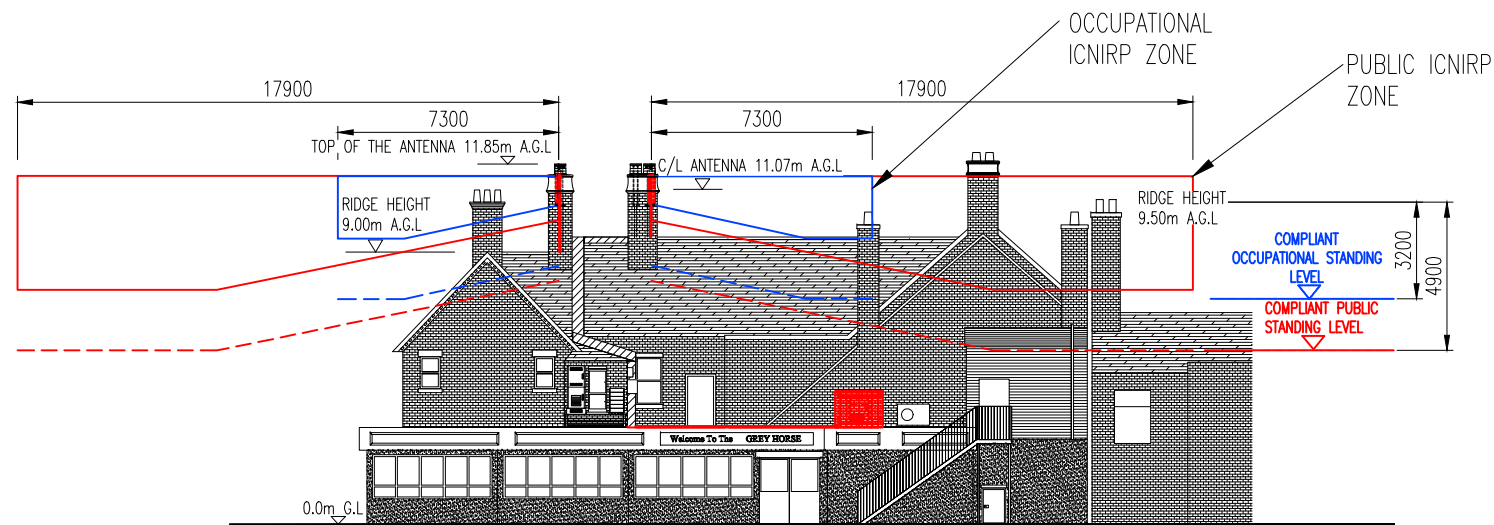 OCCUPATIONAL
ICNIRP ZONE
PUBLIC ICNIRP
ZONE
17900
17900
7300
7300
TOP OF THE ANTENNA 11.85m A.G.L
C/L ANTENNA 11.07m A.G.L
RIDGE HEIGHT
9.00m A.G.L
RIDGE HEIGHT
9.50m A.G.L
COMPLIANT
OCCUPATIONAL STANDING
LEVEL
3200
4900
COMPLIANT PUBLIC
STANDING LEVEL
Welcome To The GREY HORSE
0.0m G.L